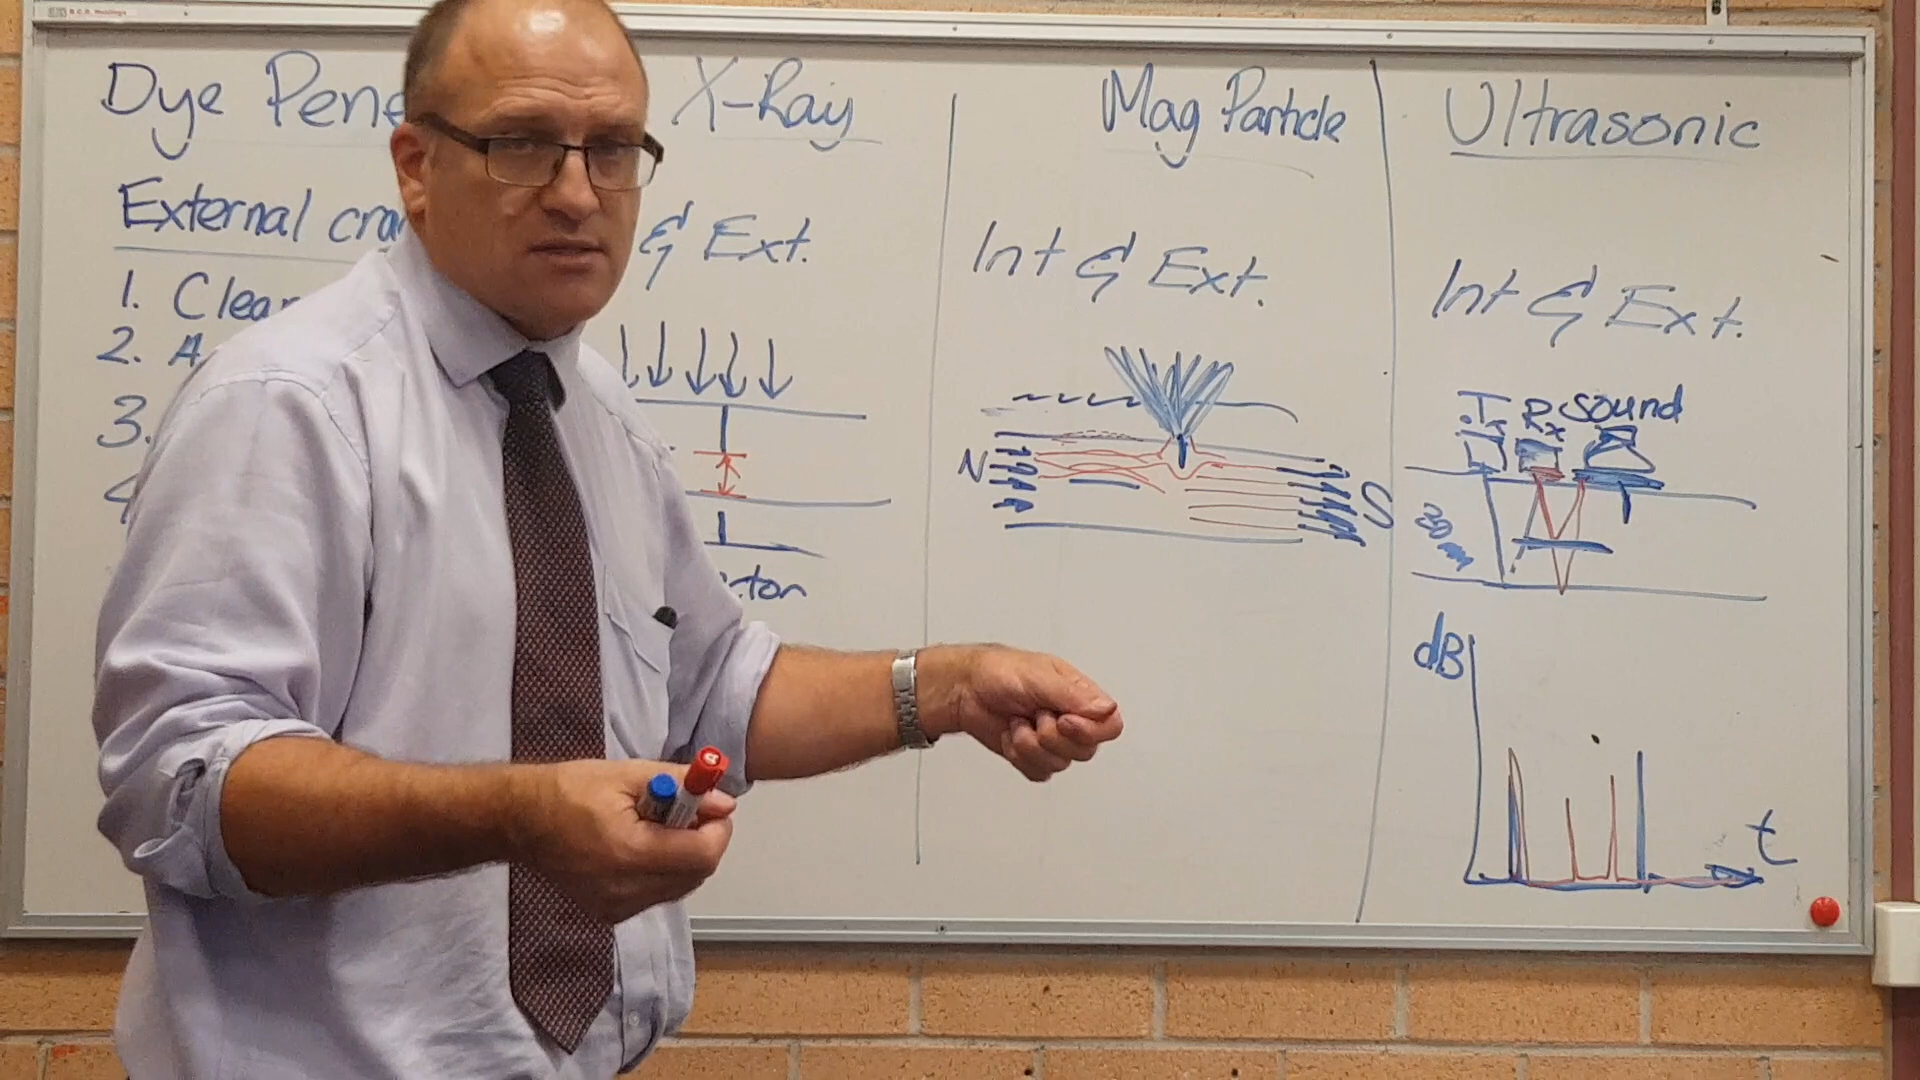 B.C.R. Holdings
Dye Pene
X-Ray
Mag Particle
Ultrasonic
External cra
1. Clea
2. A
3.
4
& Ext.
Int & Ext.
N
S
Int & Ext.
Tx Rx Sound
dB
t